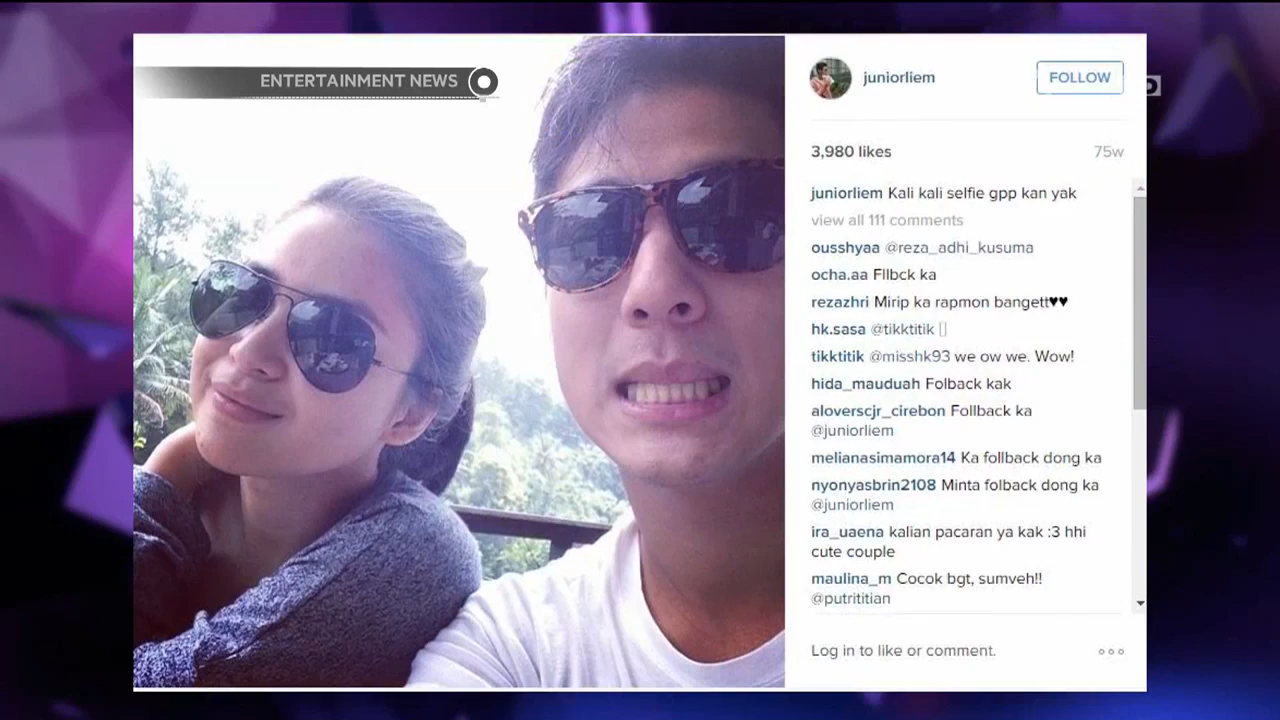 ENTERTAINMENT NEWS
juniorliem
FOLLOW
3,980 likes
75w
juniorliem Kali kali selfie gpp kan yak
view all 111 comments
ousshyaa @reza_adhi_kusuma
ocha.aa Fllbck ka
rezazhri Mirip ka rapmon bangett♥♥
hk.sasa @tikktitik
tikktitik @misshk93 we ow we. Wow!
hida_mauduah Folback kak
aloverscjr_cirebon Follback ka
@juniorliem
melianasimamora14 Ka follback dong ka
nyonyasbrin2108 Minta folback dong ka
@juniorliem
ira_uaena kalian pacaran ya kak :3 hhi
cute couple
maulina_m Cocok bgt, sumveh!!
@putrititian
Log in to like or comment.